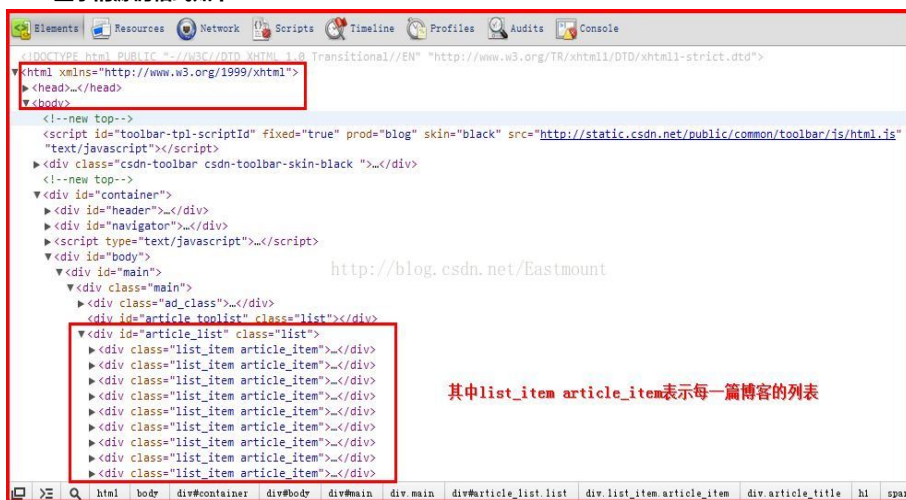 Elements Resources Network Scripts Timeline Profiles Audits Console
<!DOCTYPE html PUBLIC "-//W3C//DTD XHTML 1.0 Transitional//EN" "http://www.w3.org/TR/xhtml1/DTD/xhtml1-strict.dtd">
▼<html xmlns="http://www.w3.org/1999/xhtml">
▶<head>…</head>
▼<body>
<!--new top-->
<script id="toolbar-tpl-scriptId" fixed="true" prod="blog" skin="black" src="http://static.csdn.net/public/common/toolbar/js/html.js"
"text/javascript"></script>
▶<div class="csdn-toolbar csdn-toolbar-skin-black ">…</div>
<!--new top-->
▼<div id="container">
▶<div id="header">…</div>
▶<div id="navigator">…</div>
▶<script type="text/javascript">…</script>
▼<div id="body">
▼<div id="main">
http://blog.csdn.net/Eastmount
▼<div class="main">
▶<div class="ad_class">…</div>
<div id="article_toplist" class="list"></div>
▼<div id="article_list" class="list">
▶<div class="list_item article_item">…</div>
▶<div class="list_item article_item">…</div>
▶<div class="list_item article_item">…</div>
▶<div class="list_item article_item">…</div>
其中list_item article_item表示每一篇博客的列表
▶<div class="list_item article_item">…</div>
▶<div class="list_item article_item">…</div>
▶<div class="list_item article_item">…</div>
▶<div class="list_item article_item">…</div>
▶<div class="list_item article_item">…</div>
html body div#container div#body div#main div.main div#article_list.list div.list_item.article_item div.article_title h1 span